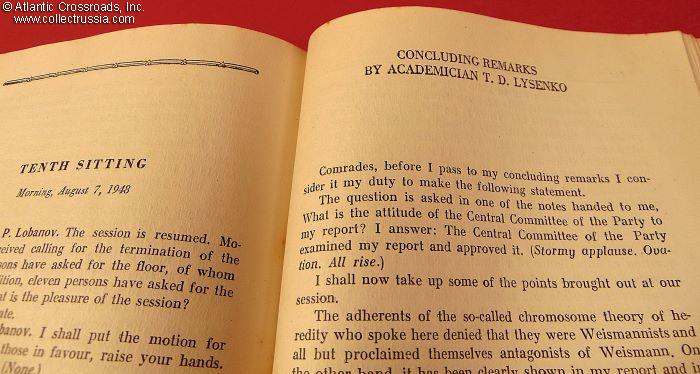 © Atlantic Crossroads, Inc.
www.collectrussia.com
TENTH SITTING
Morning, August 7, 1948
P. Lobanov. The session is resumed. Mo-
ceived calling for the termination of the
sons have asked for the floor, of whom
ition, eleven persons have asked for the
at is the pleasure of the session?
ate.
banov. I shall put the motion for
those in favour, raise your hands.
(None)
CONCLUDING REMARKS
BY ACADEMICIAN T. D. LYSENKO
Comrades, before I pass to my concluding remarks I con-
sider it my duty to make the following statement.
The question is asked in one of the notes handed to me,
What is the attitude of the Central Committee of the Party to
my report? I answer: The Central Committee of the Party
examined my report and approved it. (Stormy applause. Ova-
tion. All rise.)
I shall now take up some of the points brought out at our
session.
The adherents of the so-called chromosome theory of he-
redity who spoke here denied that they were Weismannists and
all but proclaimed themselves antagonists of Weismann. On
the other hand, it has been clearly shown in my report and i